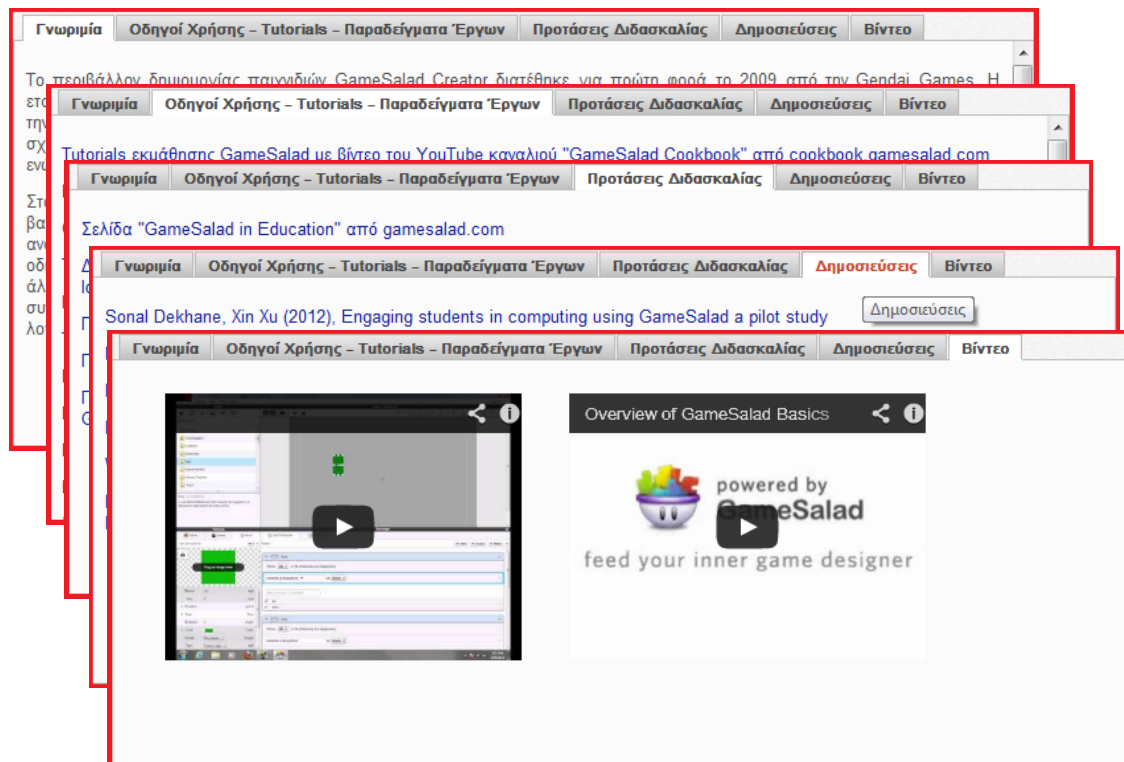 Γνωριμία Οδηγοί Χρήσης – Tutorials – Παραδείγματα Έργων Προτάσεις Διδασκαλίας Δημοσιεύσεις Βίντεο
Το περιβάλλον δημιουργίας παιχνιδιών GameSalad Creator διατέθηκε για πρώτη φορά το 2009 από την Gendai Games. Η
Γνωριμία Οδηγοί Χρήσης – Tutorials – Παραδείγματα Έργων Προτάσεις Διδασκαλίας Δημοσιεύσεις Βίντεο
Tutorials εκμάθησης GameSalad με βίντεο του YouTube καναλιού "GameSalad Cookbook" από cookbook.gamesalad.com
Γνωριμία Οδηγοί Χρήσης – Tutorials – Παραδείγματα Έργων Προτάσεις Διδασκαλίας Δημοσιεύσεις Βίντεο
Σελίδα "GameSalad in Education" από gamesalad.com
Γνωριμία Οδηγοί Χρήσης – Tutorials – Παραδείγματα Έργων Προτάσεις Διδασκαλίας Δημοσιεύσεις Βίντεο
Δημοσιεύσεις
Sonal Dekhane, Xin Xu (2012), Engaging students in computing using GameSalad a pilot study
Γνωριμία Οδηγοί Χρήσης – Tutorials – Παραδείγματα Έργων Προτάσεις Διδασκαλίας Δημοσιεύσεις Βίντεο
Overview of GameSalad Basics
powered by
GameSalad
feed your inner game designer